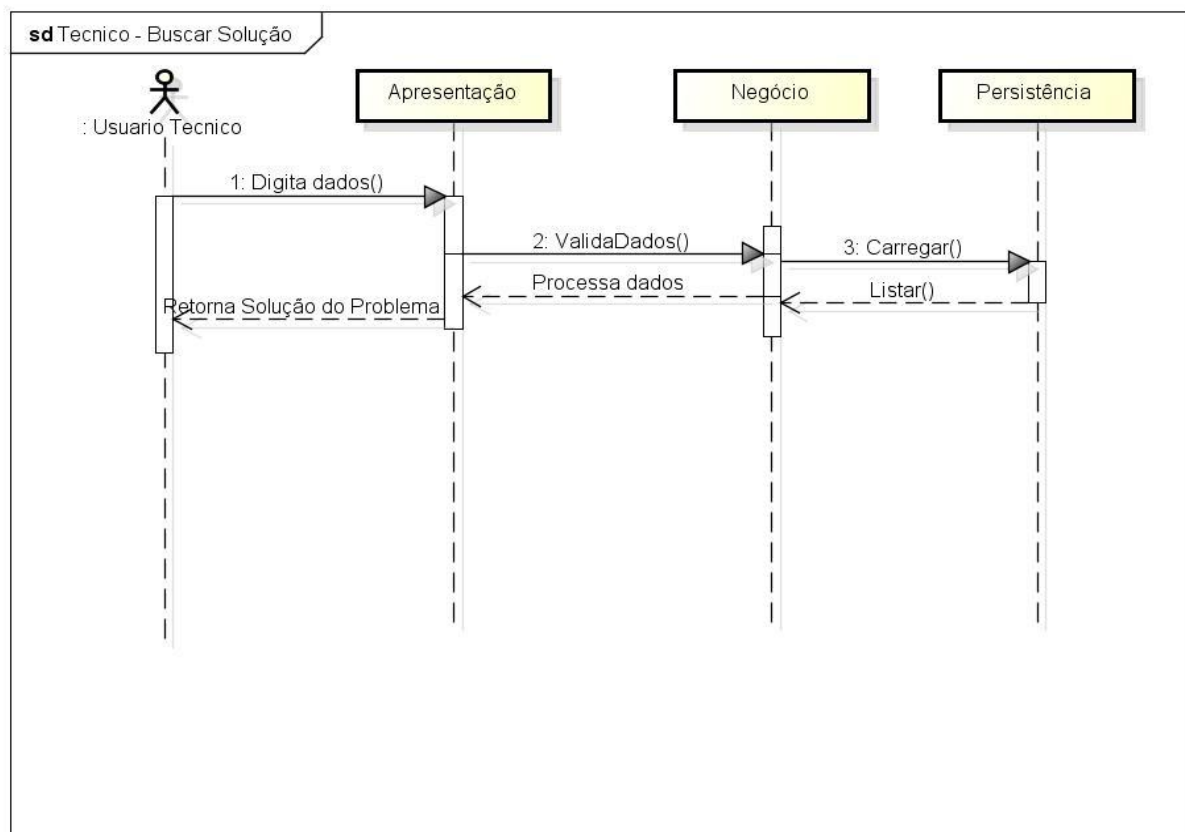 sd Tecnico - Buscar Solução
: Usuario Tecnico
Apresentação
Negócio
Persistência
1: Digita dados()
2: ValidaDados()
3: Carregar()
Processa dados
Listar()
Retorna Solução do Problema